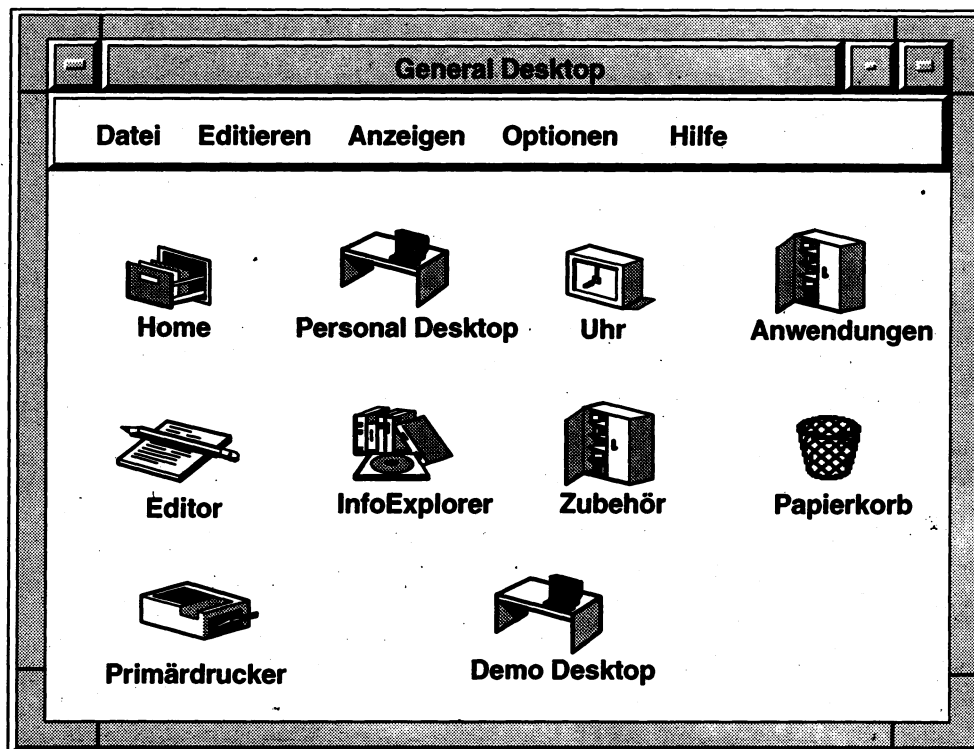 General Desktop
Datei Editieren Anzeigen Optionen Hilfe
Home Personal Desktop Uhr Anwendungen
Editor InfoExplorer Zubehör Papierkorb
Primärdrucker Demo Desktop